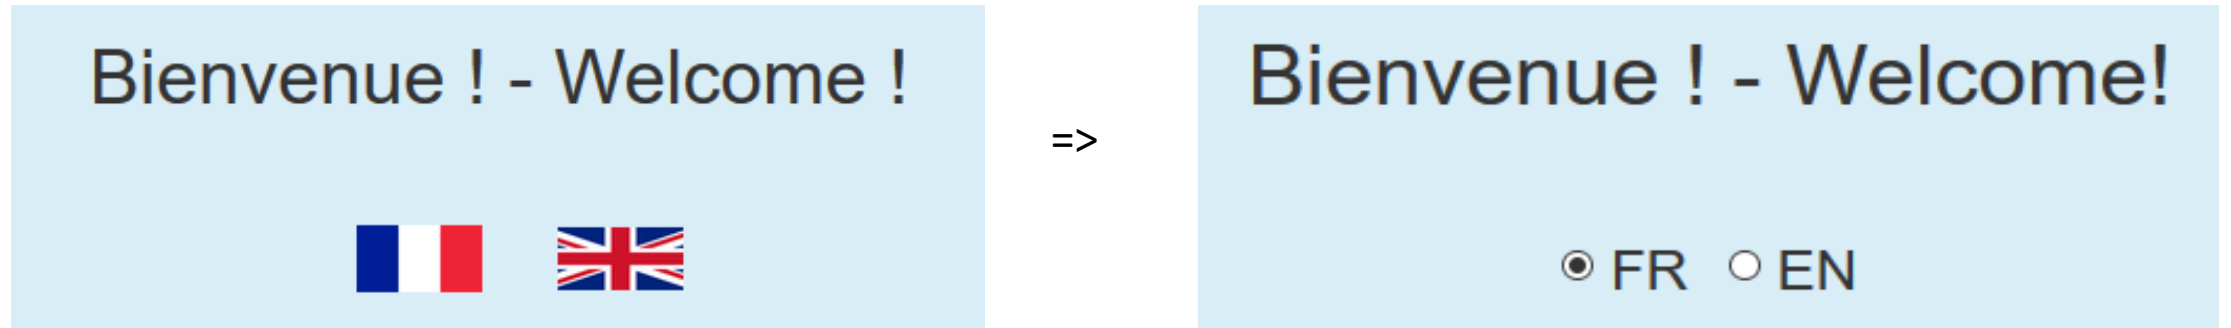 Bienvenue ! - Welcome !
=>
Bienvenue ! - Welcome!
FR EN